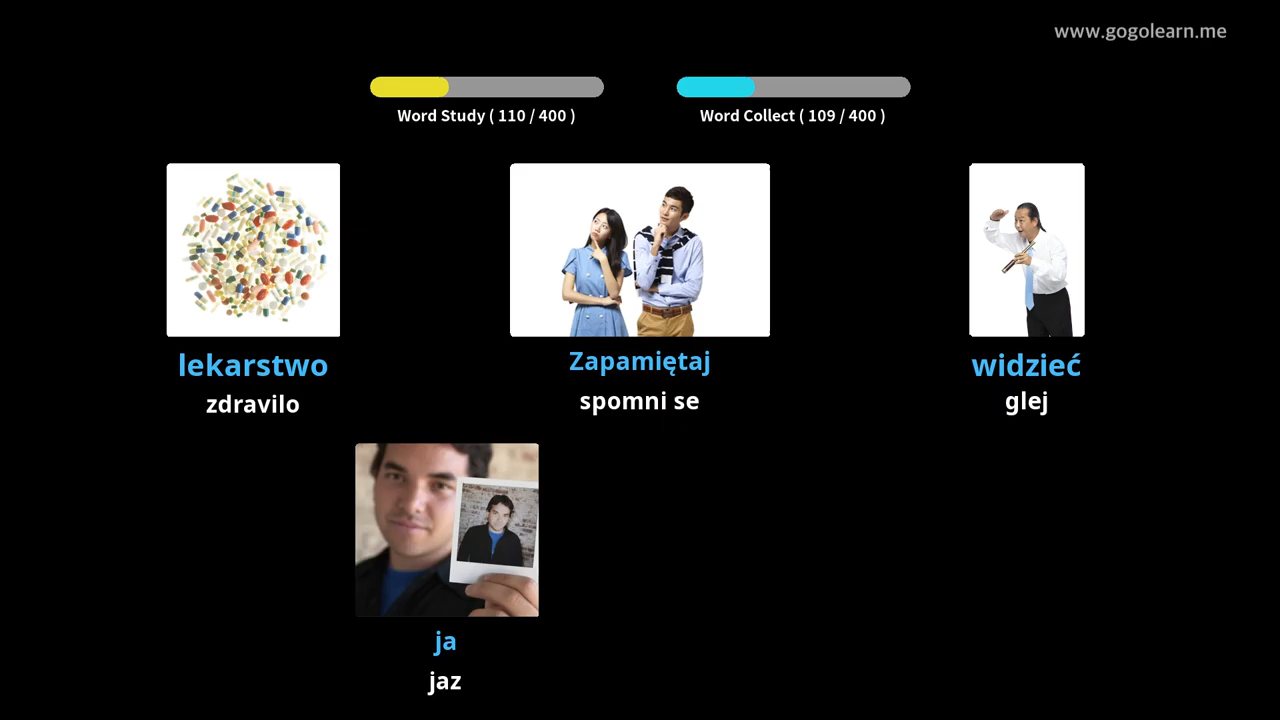 www.gogolearn.me
Word Study ( 110 / 400 )
Word Collect ( 109 / 400 )
lekarstwo
zdravilo
Zapamiętaj
spomni se
widzieć
glej
ja
jaz